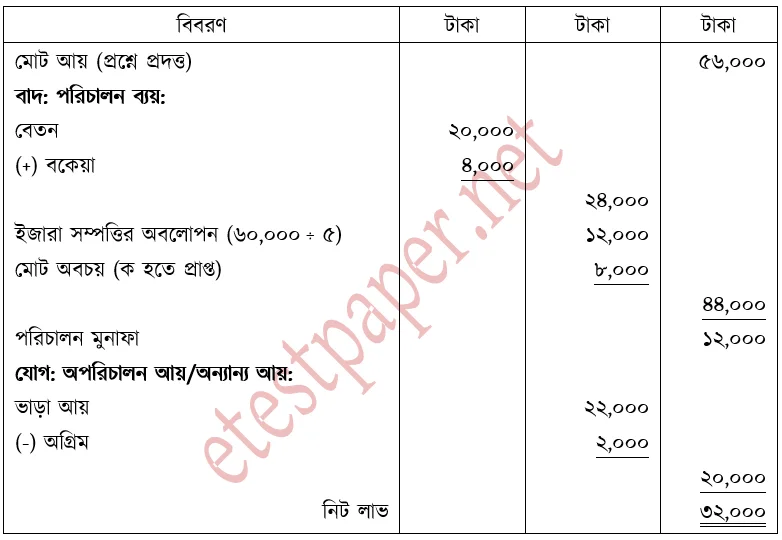 বিবরণ টাকা টাকা টাকা
মোট আয় (প্রশ্নে প্রদত্ত) ৫৬,০০০
বাদ: পরিচালন ব্যয়:
বেতন ২০,০০০
(+) বকেয়া ৪,০০০
২৪,০০০
ইজারা সম্পত্তির অবলোপন (৬০,০০০ ÷ ৫) ১২,০০০
মোট অবচয় (ক হতে প্রাপ্ত) ৮,০০০
৪৪,০০০
পরিচালন মুনাফা ১২,০০০
যোগ: অপরিচালন আয়/অন্যান্য আয়:
ভাড়া আয় ২২,০০০
(-) অগ্রিম ২,০০০
২০,০০০
নিট লাভ ৩২,০০০
etestpaper.net